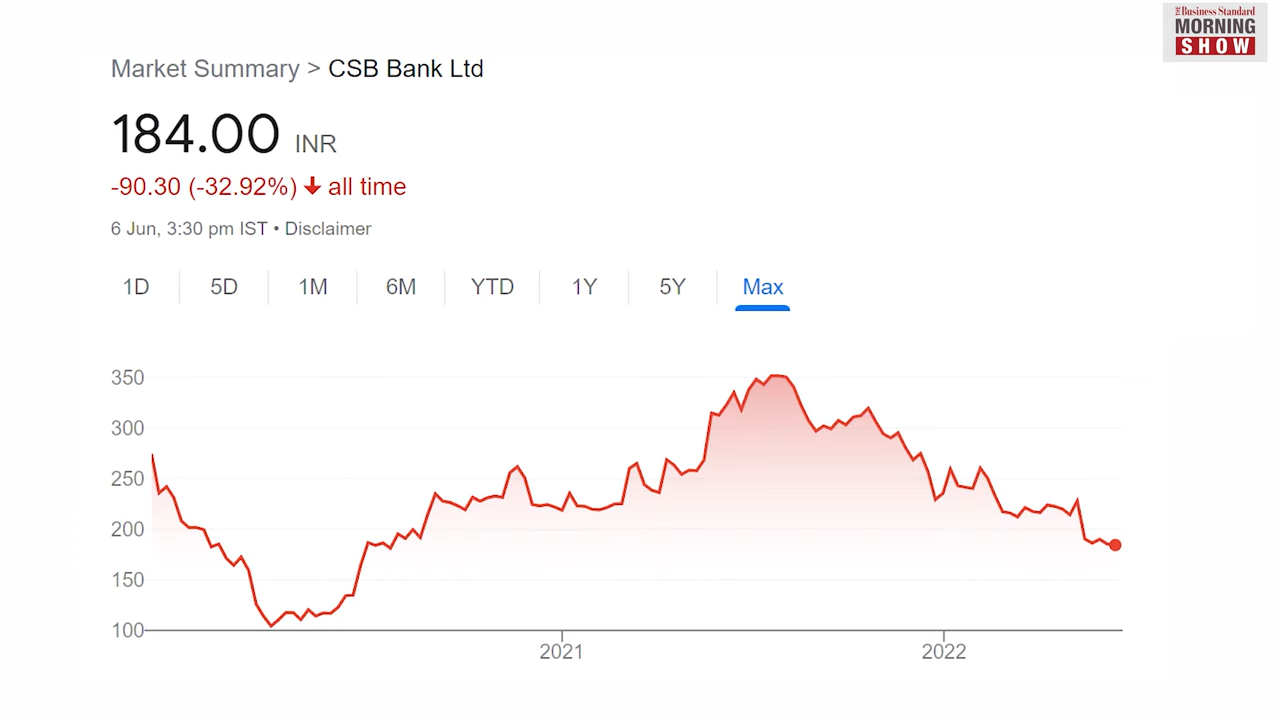 THE Business Standard
MORNING
SHOW
Market Summary > CSB Bank Ltd
184.00 INR
-90.30 (-32.92%) ↓ all time
6 Jun, 3:30 pm IST • Disclaimer
1D 5D 1M 6M YTD 1Y 5Y Max
350
300
250
200
150
100
2021 2022